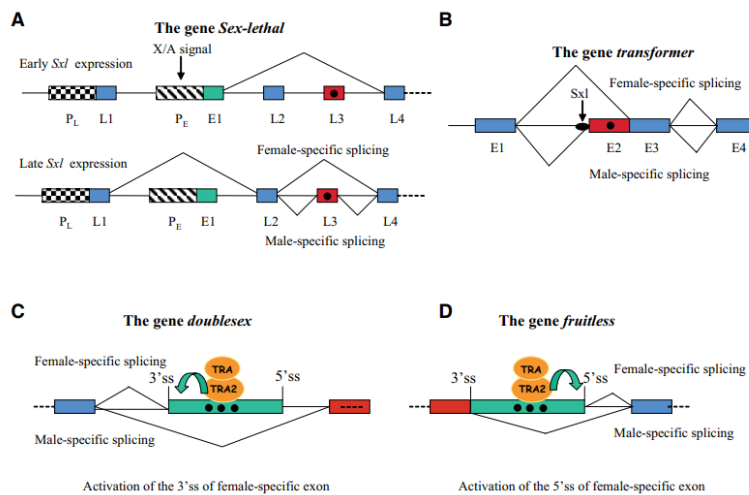 A
The gene Sex-lethal
X/A signal
Early Sxl expression
P_L L1 P_E E1 L2 L3 L4
Late Sxl expression
Female-specific splicing
P_L L1 P_E E1 L2 L3 L4
Male-specific splicing
B
The gene transformer
Female-specific splicing
Sxl
E1 E2 E3 E4
Male-specific splicing
C
The gene doublesex
Female-specific splicing
3'ss
TRA
TRA2
5'ss
Male-specific splicing
Activation of the 3'ss of female-specific exon
D
The gene fruitless
3'ss
TRA
TRA2
5'ss
Female-specific splicing
Male-specific splicing
Activation of the 5'ss of female-specific exon